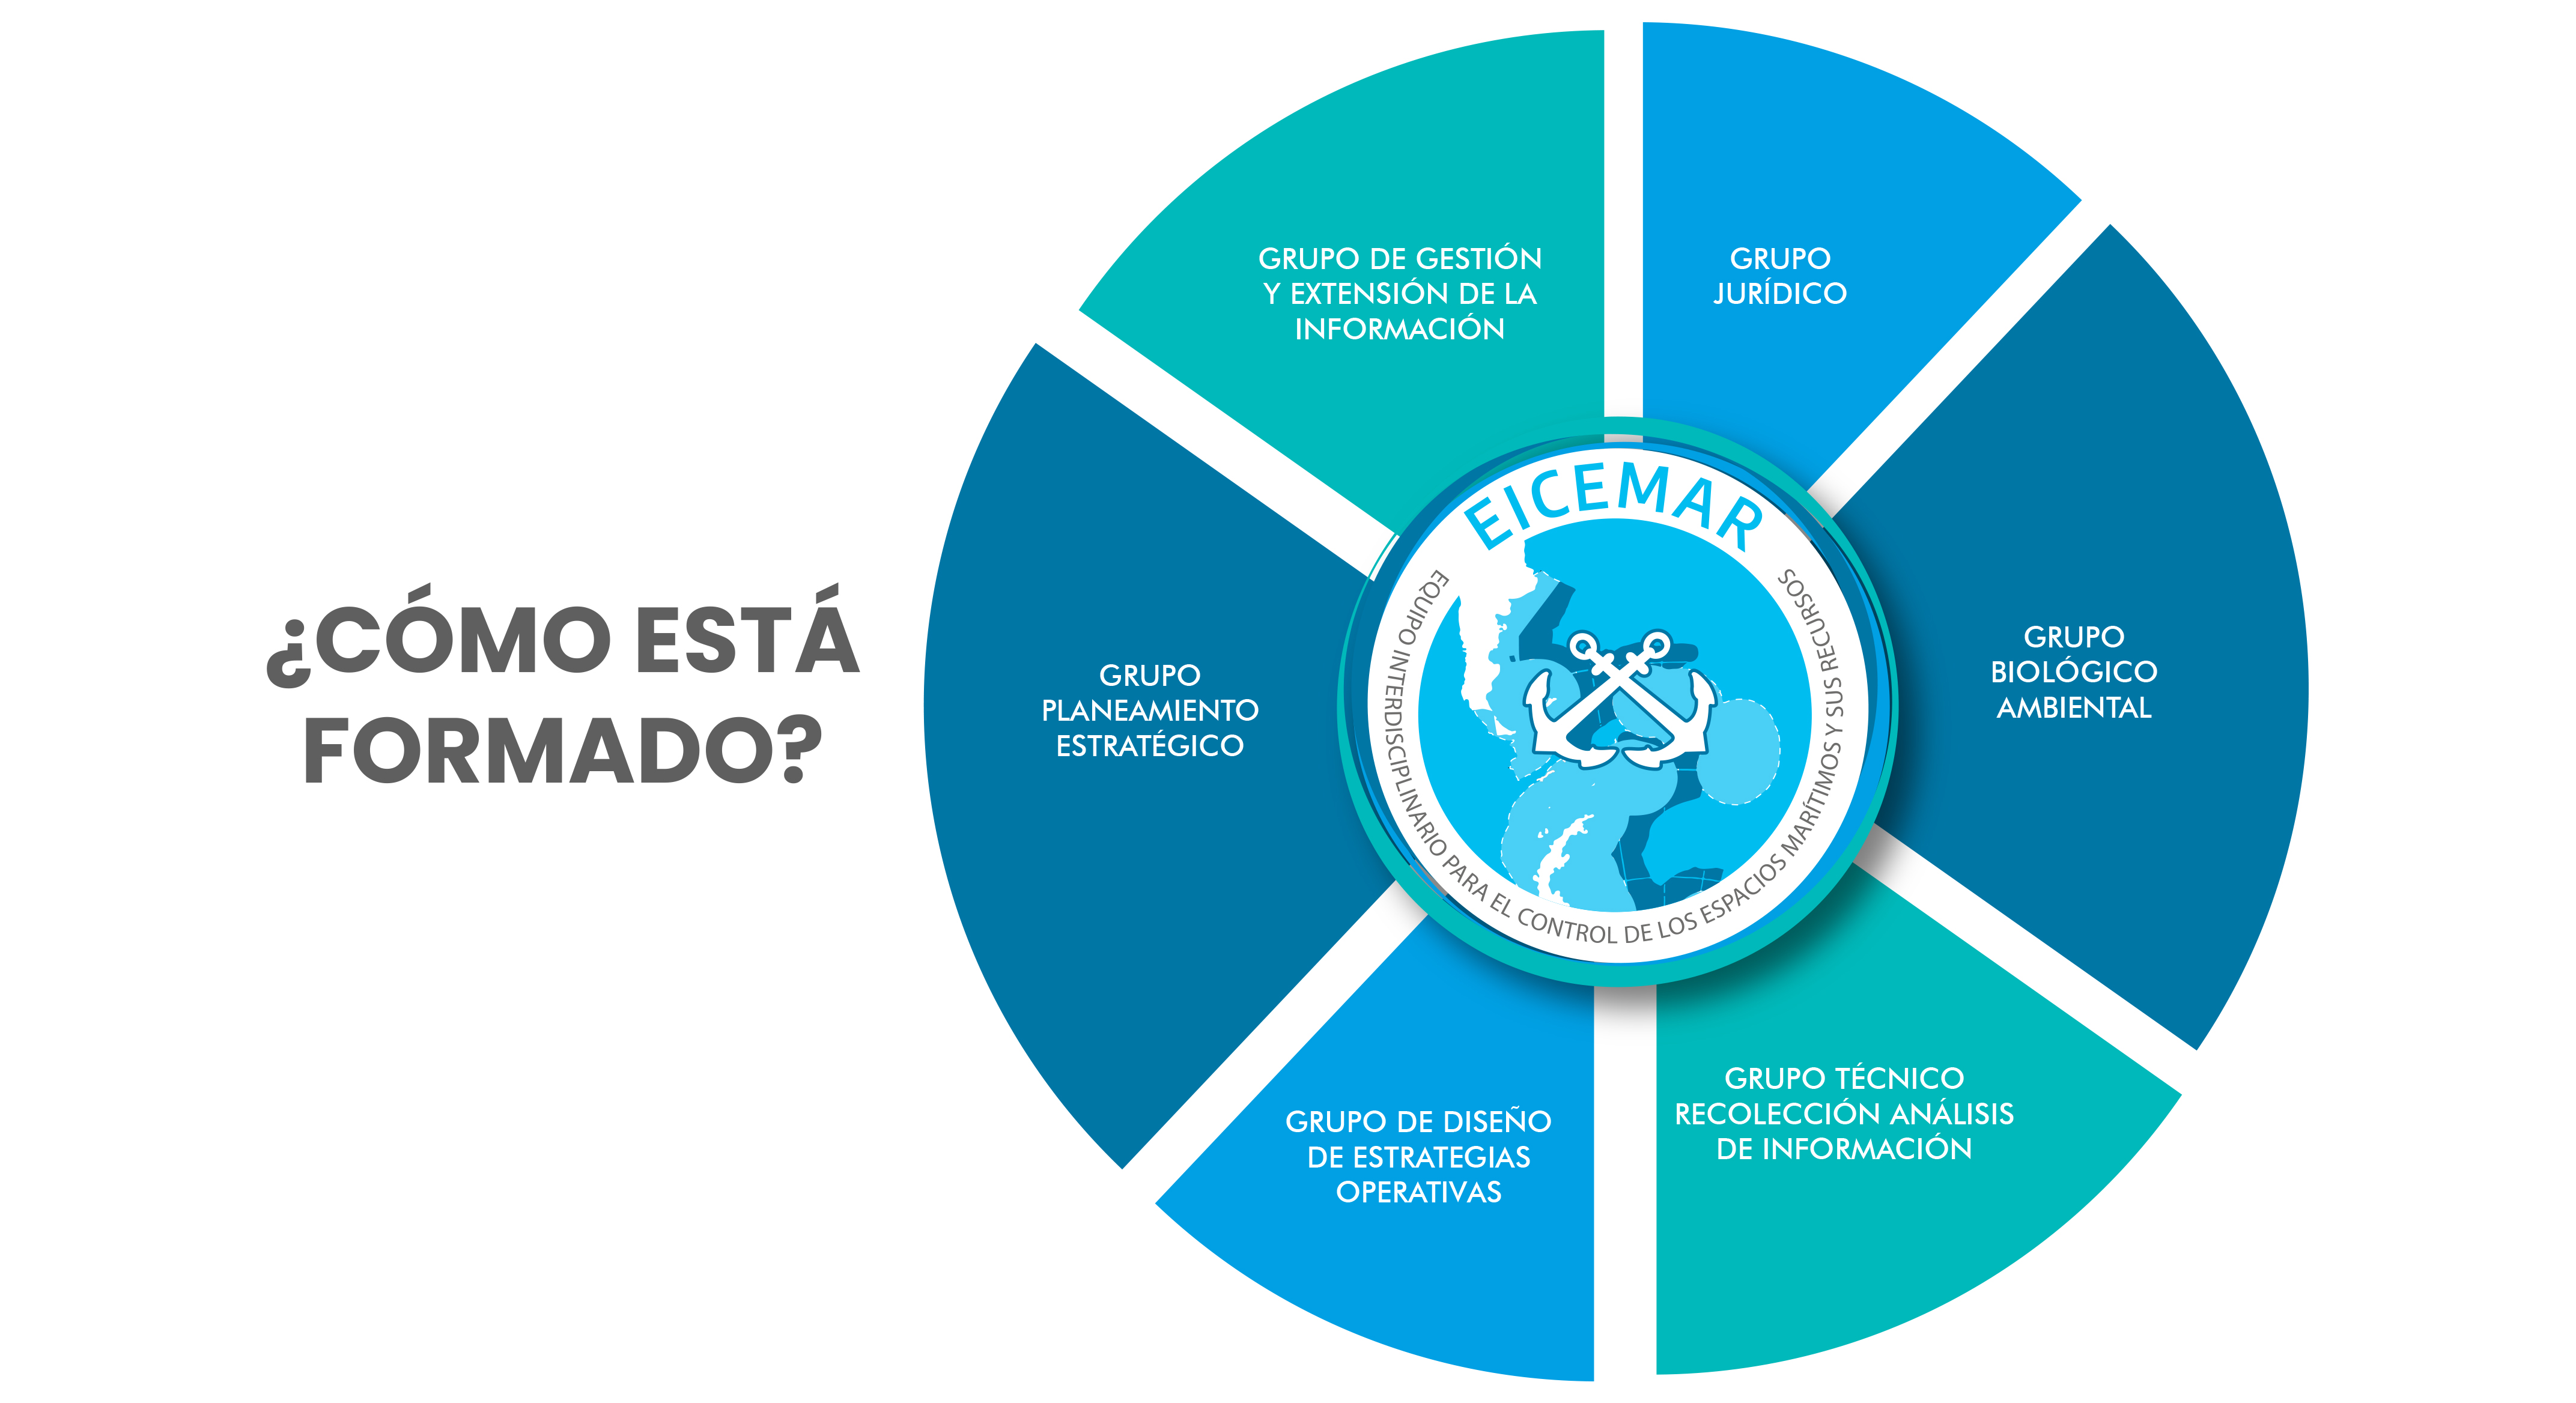 ¿CÓMO ESTÁ
FORMADO?
GRUPO DE GESTIÓN
Y EXTENSIÓN DE LA
INFORMACIÓN
GRUPO
JURÍDICO
GRUPO
PLANEAMIENTO
ESTRATÉGICO
EICEMAR
EQUIPO INTERDISCIPLINARIO PARA EL CONTROL DE LOS ESPACIOS MARÍTIMOS Y SUS RECURSOS
GRUPO
BIOLÓGICO
AMBIENTAL
GRUPO DE DISEÑO
DE ESTRATEGIAS
OPERATIVAS
GRUPO TÉCNICO
RECOLECCIÓN ANÁLISIS
DE INFORMACIÓN